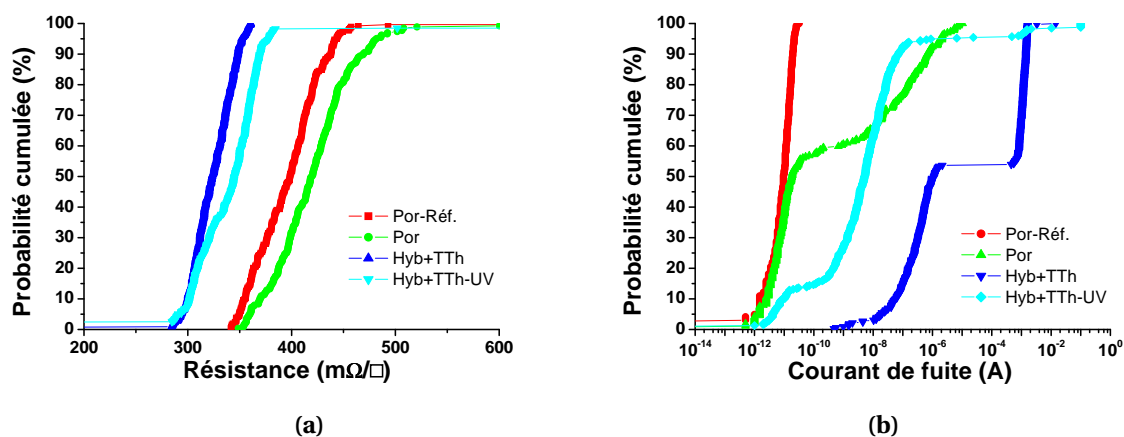 Probabilité cumulée (%)
100
90
80
70
60
50
40
30
20
10
0
200
300
400
500
600
Résistance (mΩ/□)
Por-Réf.
Por
Hyb+TTh
Hyb+TTh-UV
(a)
Probabilité cumulée (%)
100
90
80
70
60
50
40
30
20
10
0
10⁻¹⁴
10⁻¹²
10⁻¹⁰
10⁻⁸
10⁻⁶
10⁻⁴
10⁻²
10⁰
Courant de fuite (A)
Por-Réf.
Por
Hyb+TTh
Hyb+TTh-UV
(b)